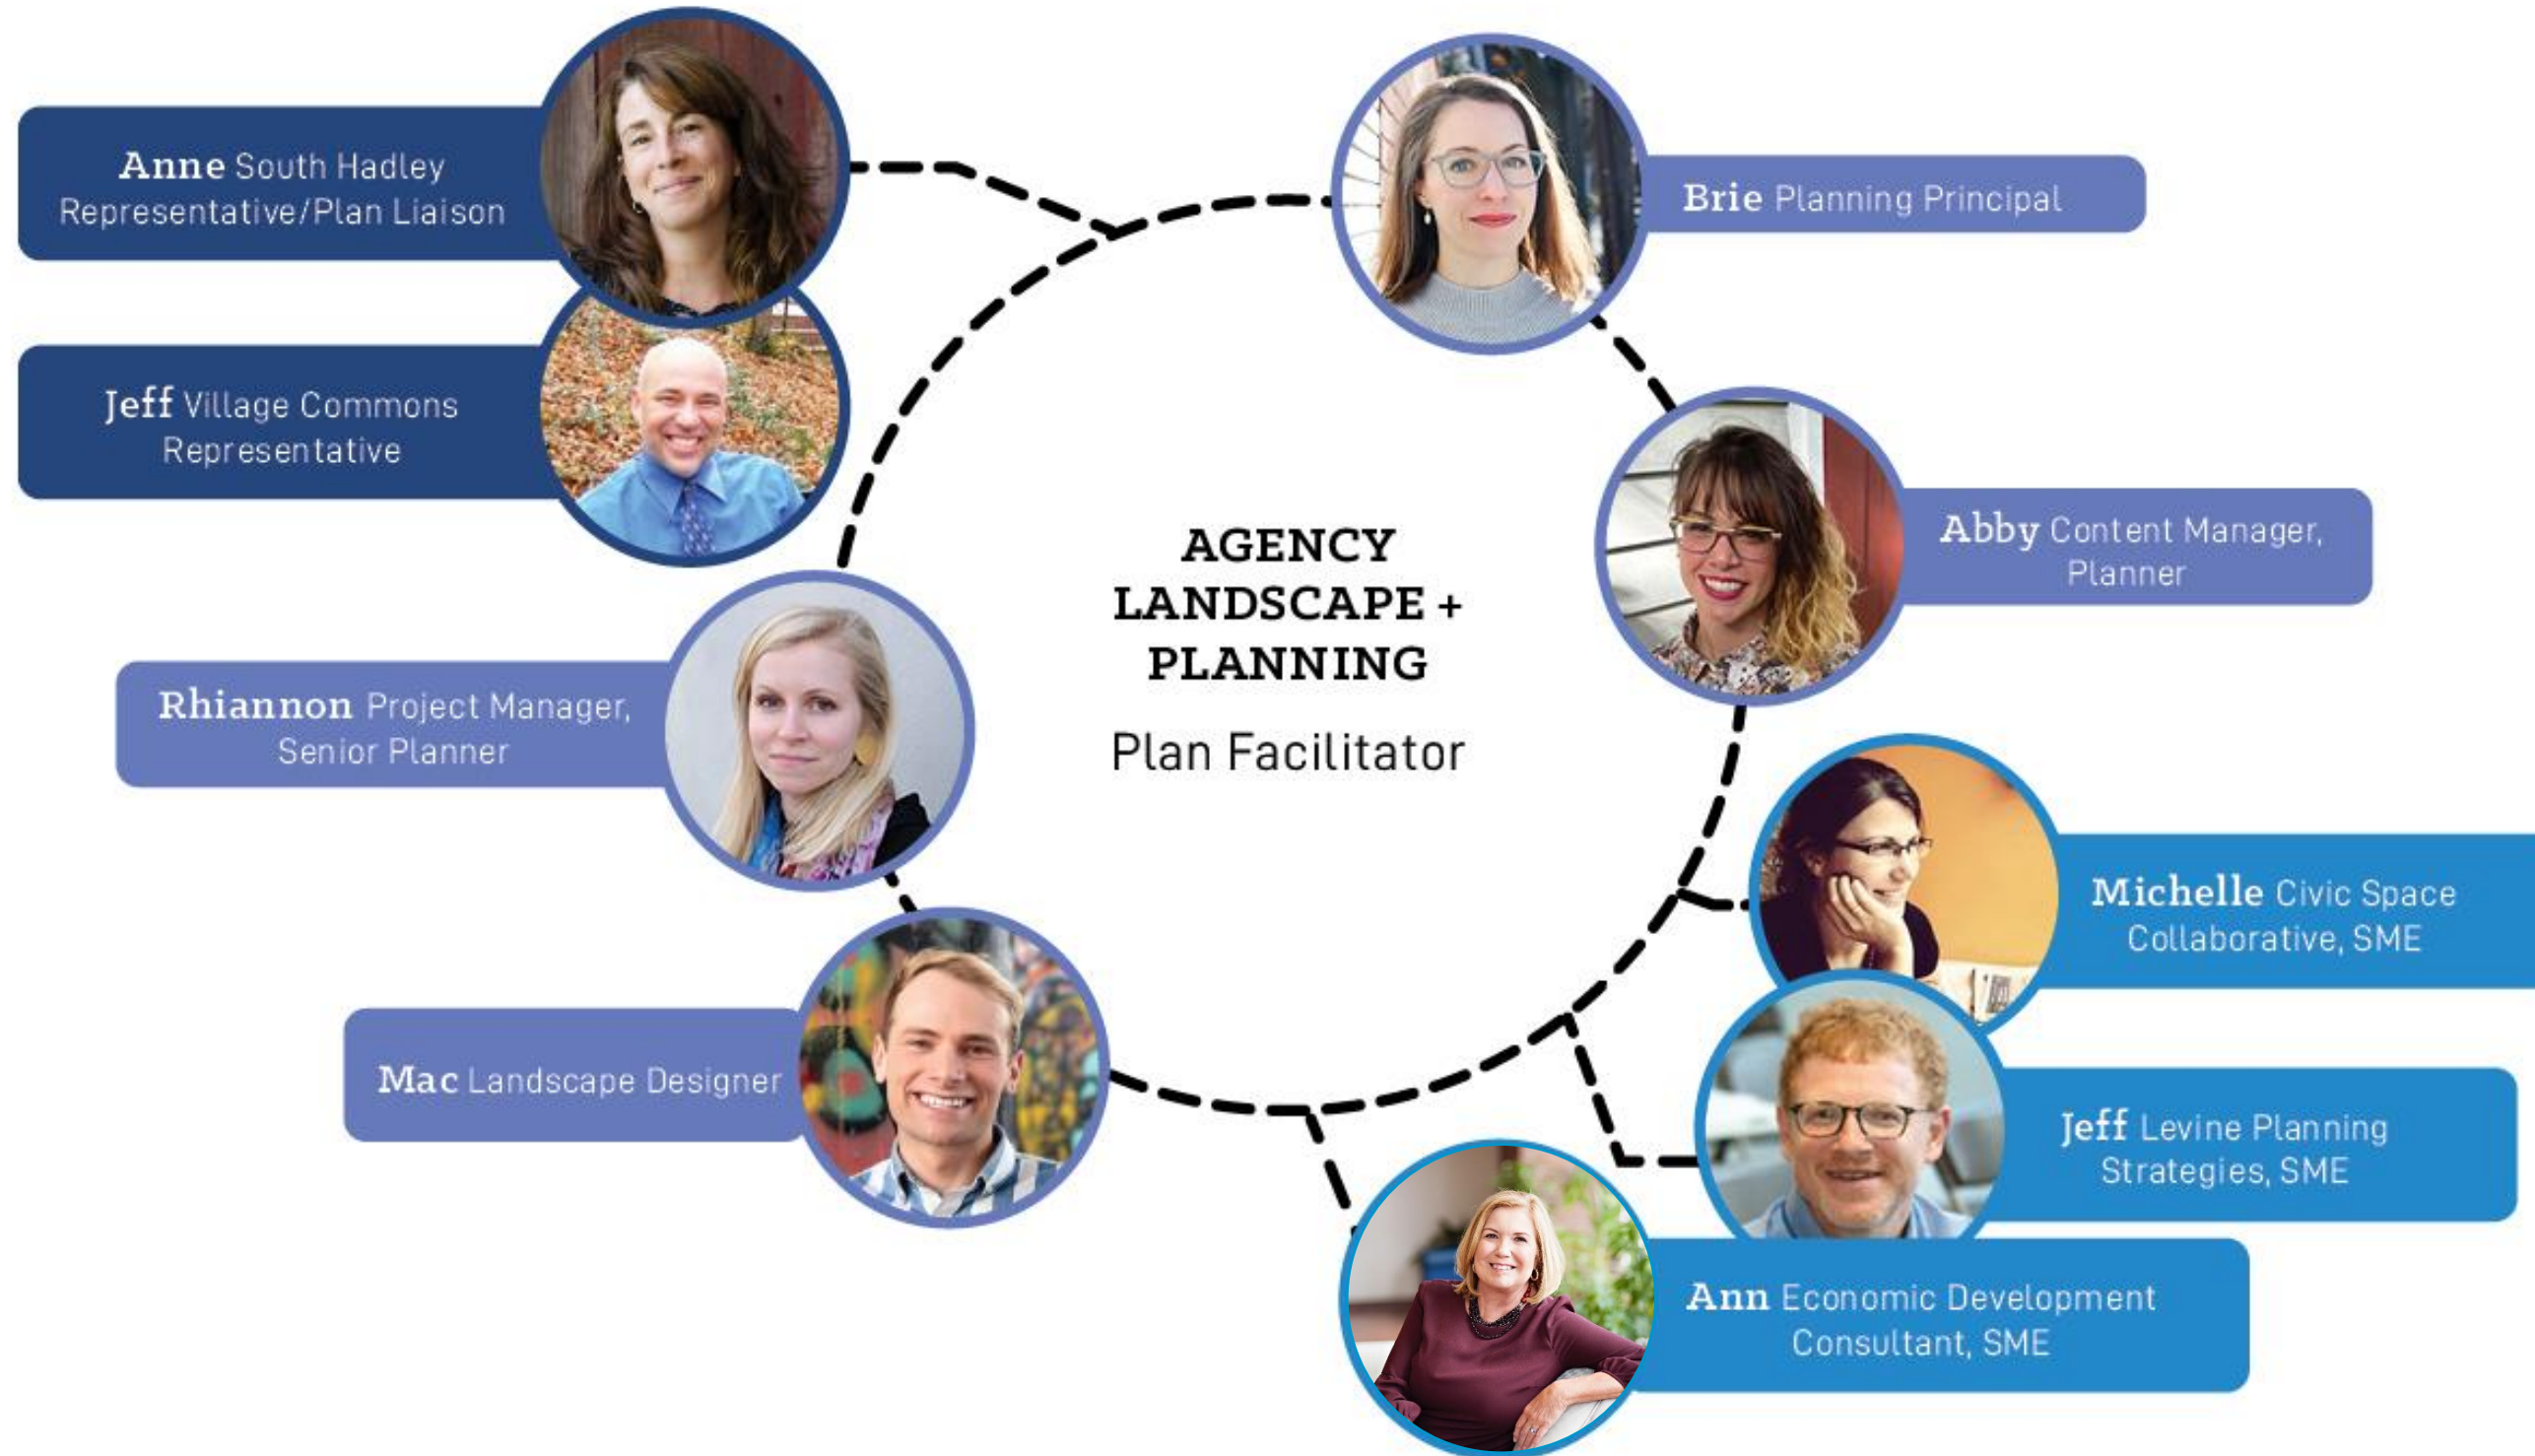 Anne South Hadley
Representative/Plan Liaison
Jeff Village Commons
Representative
Rhiannon Project Manager,
Senior Planner
Mac Landscape Designer
AGENCY
LANDSCAPE +
PLANNING
Plan Facilitator
Brie Planning Principal
Abby Content Manager,
Planner
Michelle Civic Space
Collaborative, SME
Jeff Levine Planning
Strategies, SME
Ann Economic Development
Consultant, SME